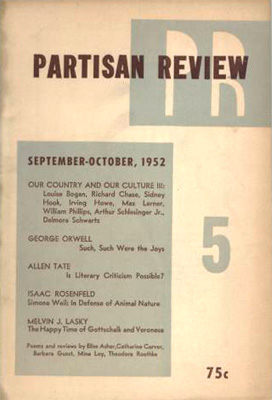 PR
PARTISAN REVIEW
SEPTEMBER-OCTOBER, 1952
OUR COUNTRY AND OUR CULTURE III:
Louise Bogan, Richard Chase, Sidney
Hook, Irving Howe, Max Lerner,
William Phillips, Arthur Schlesinger Jr.,
Delmore Schwartz
GEORGE ORWELL
Such, Such Were the Joys
ALLEN TATE
Is Literary Criticism Possible?
ISAAC ROSENFELD
Simone Weil: In Defense of Animal Nature
MELVIN J. LASKY
The Happy Time of Gottschalk and Veronese
Poems and reviews by Elise Asher, Catharine Carver,
Barbara Guest, Mina Loy, Theodore Roethke
5
75c